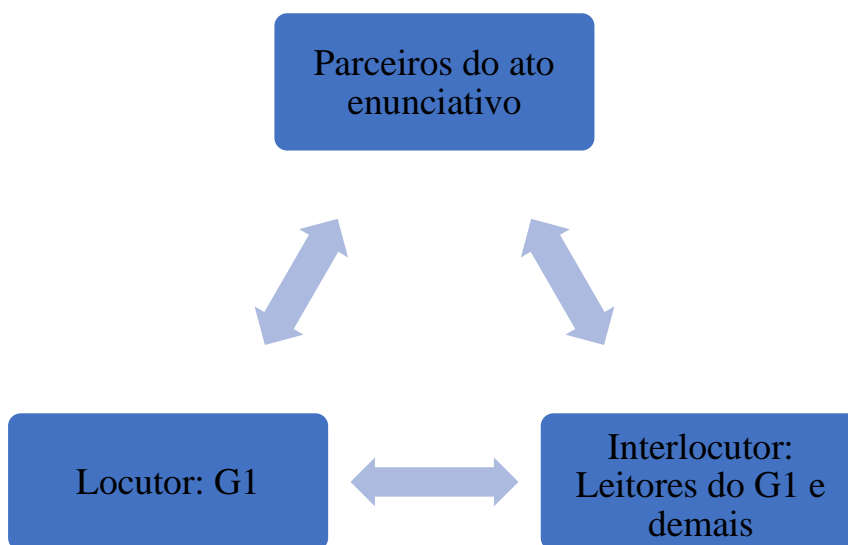 Parceiros do ato
enunciativo
Locutor: G1
Interlocutor:
Leitores do G1 e
demais